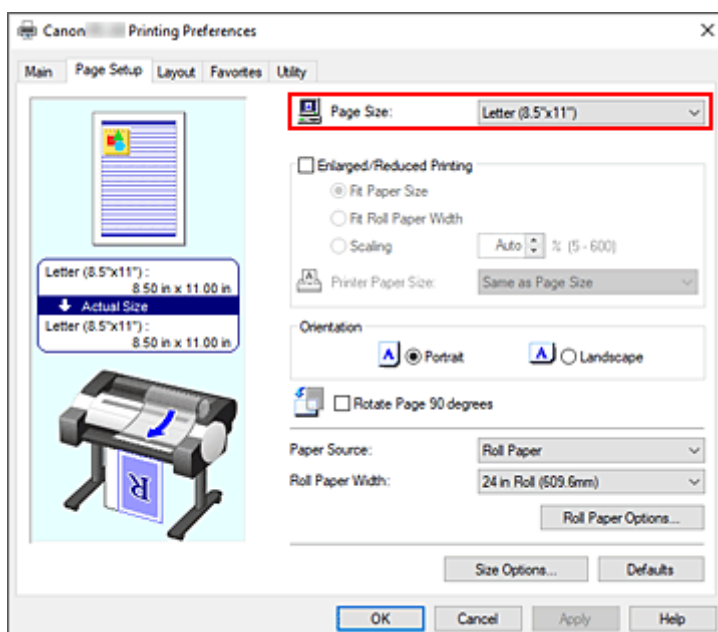 Canon Printing Preferences
Main Page Setup Layout Favorites Utility
Page Size: Letter (8.5"x11")
Enlarged/Reduced Printing
Fit Paper Size
Fit Roll Paper Width
Scaling Auto % (5 - 600)
Printer Paper Size: Same as Page Size
Letter (8.5"x11") :
8.50 in x 11.00 in
Actual Size
Letter (8.5"x11") :
8.50 in x 11.00 in
Orientation
A Portrait A Landscape
Rotate Page 90 degrees
Paper Source: Roll Paper
Roll Paper Width: 24 in Roll (609.6mm)
R
Roll Paper Options...
Size Options... Defaults
OK Cancel Apply Help